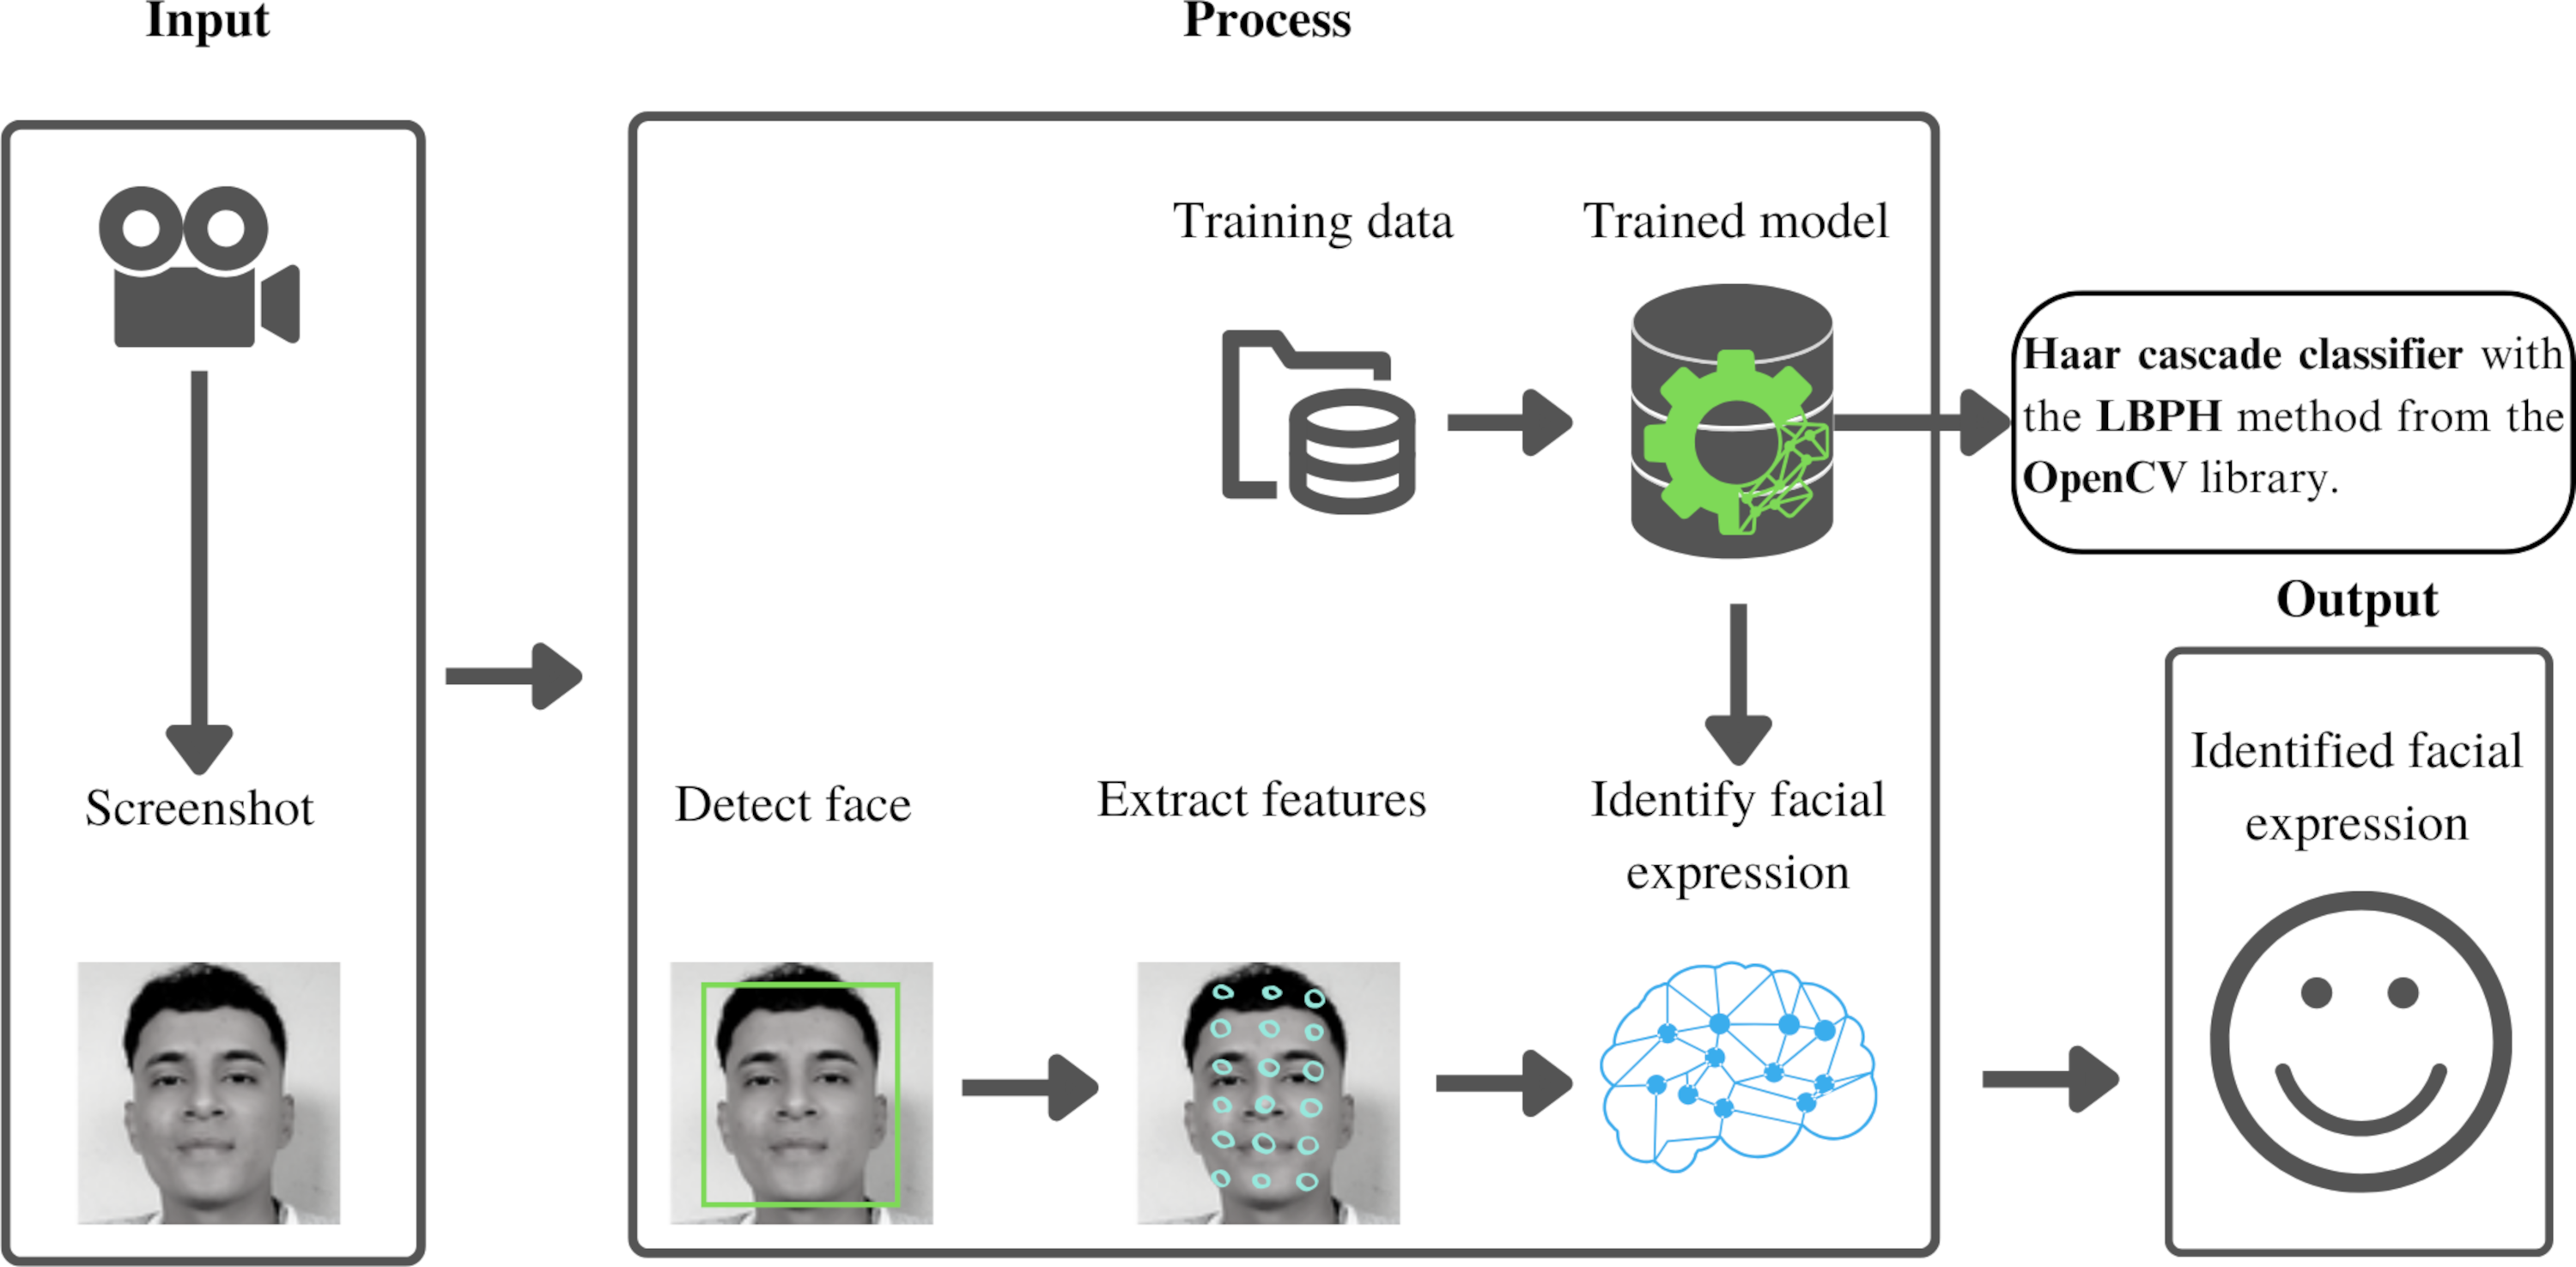 Input
Process
Training data
Trained model
Haar cascade classifier with
the LBPH method from the
OpenCV library.
Output
Screenshot
Detect face
Extract features
Identify facial
expression
Identified facial
expression